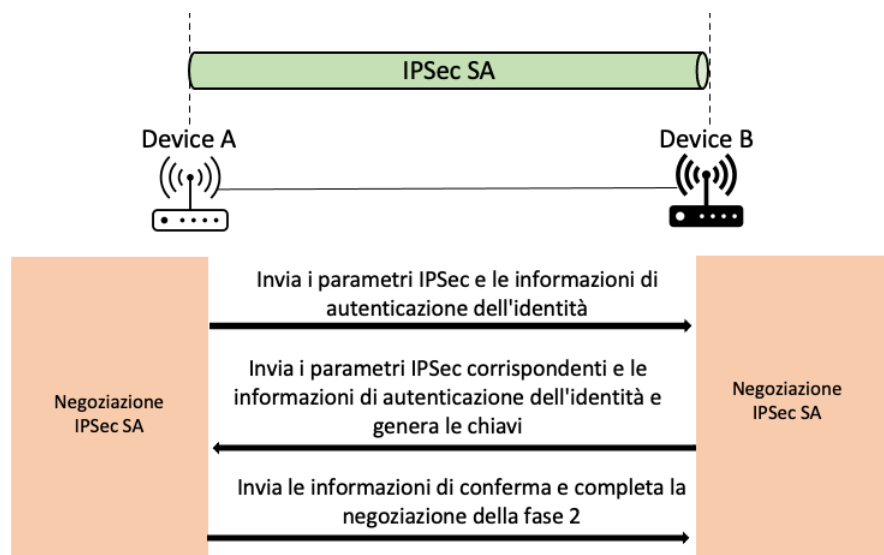 IPSec SA
Device A
Device B
Invia i parametri IPSec e le informazioni di
autenticazione dell'identità
Invia i parametri IPSec corrispondenti e le
informazioni di autenticazione dell'identità e
genera le chiavi
Negoziazione
IPSec SA
Negoziazione
IPSec SA
Invia le informazioni di conferma e completa la
negoziazione della fase 2